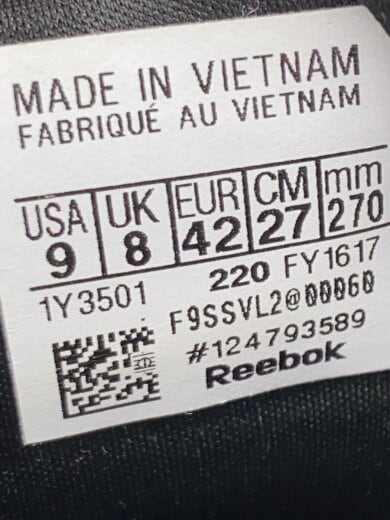 MADE IN VIETNAM
FABRIQUÉ AU VIETNAM
USA UK EUR CM mm
9 8 42 27 270
220 FY1617
1Y3501
F9SSVL2@00060
#124793589
Reebok